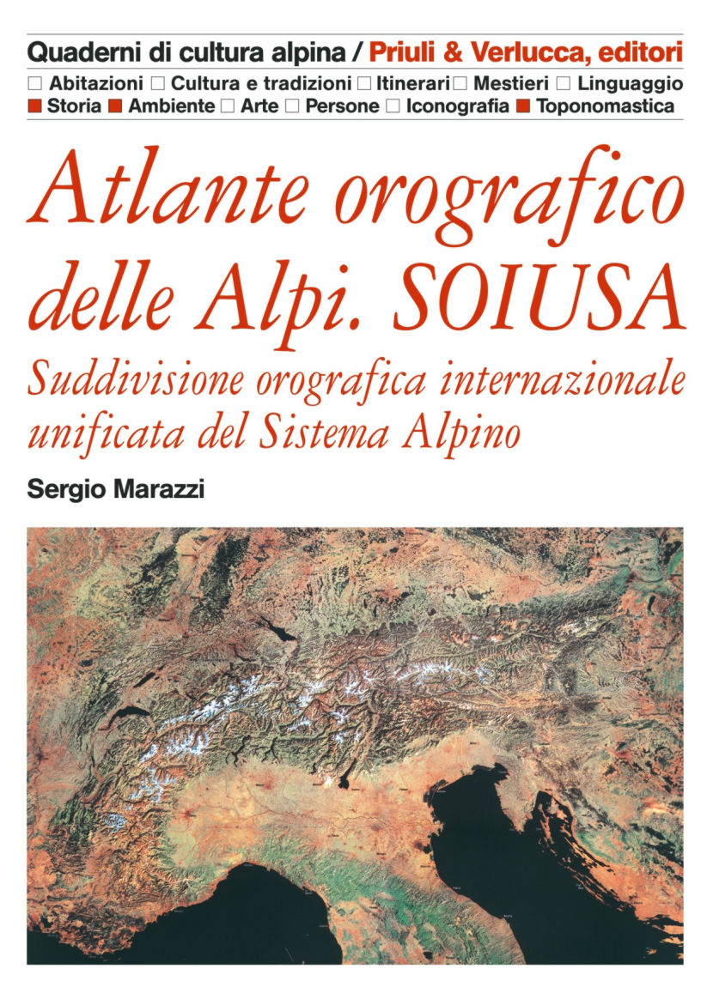 Quaderni di cultura alpina / Priuli & Verlucca, editori
□ Abitazioni □ Cultura e tradizioni □ Itinerari □ Mestieri □ Linguaggio
■ Storia ■ Ambiente □ Arte □ Persone □ Iconografia ■ Toponomastica
Atlante orografico
delle Alpi. SOIUSA
Suddivisione orografica internazionale
unificata del Sistema Alpino
Sergio Marazzi